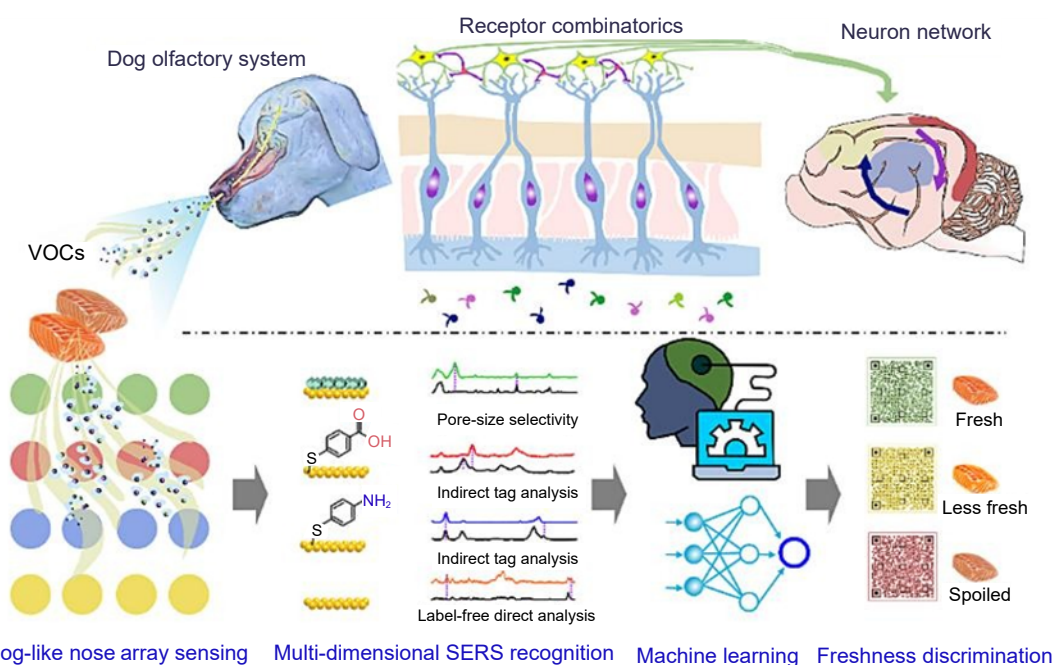 Receptor combinatorics
Neuron network
Dog olfactory system
VOCs
Pore-size selectivity
O
OH
S
Indirect tag analysis
NH2
S
Indirect tag analysis
Label-free direct analysis
Fresh
Less fresh
Spoiled
og-like nose array sensing
Multi-dimensional SERS recognition
Machine learning
Freshness discrimination